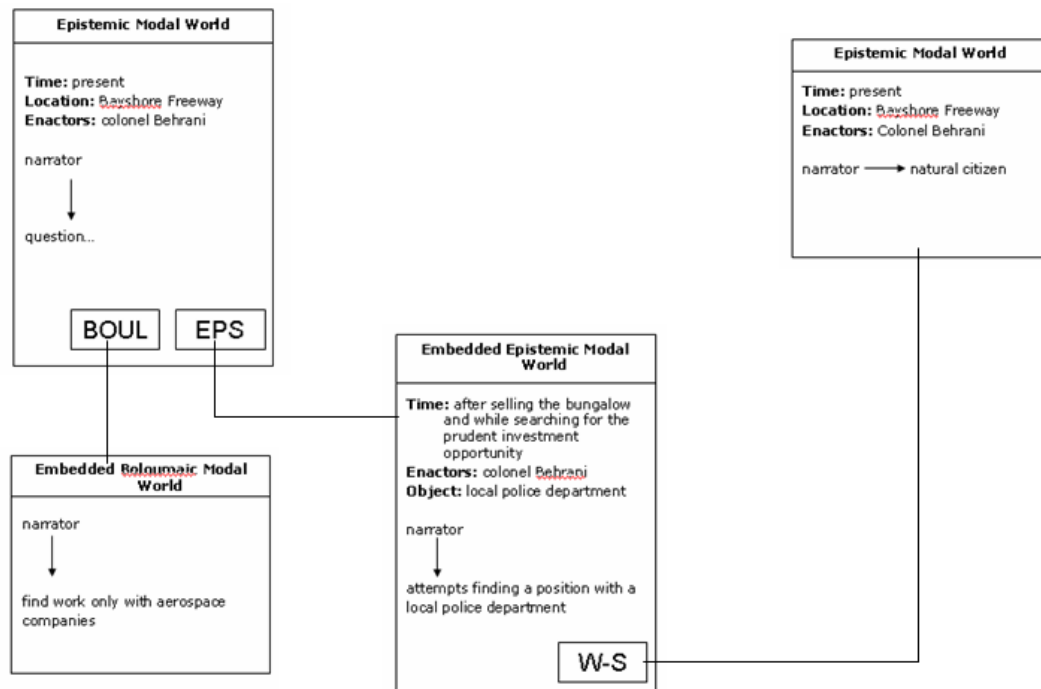 Epistemic Modal World
Time: present
Location: Bayshore Freeway
Enactors: colonel Behrani
narrator
question...
BOUL
EPS
Embedded Boloumaic Modal
World
narrator
find work only with aerospace
companies
Embedded Epistemic Modal
World
Time: after selling the bungalow
and while searching for the
prudent investment
opportunity
Enactors: colonel Behrani
Object: local police department
narrator
attempts finding a position with a
local police department
W-S
Epistemic Modal World
Time: present
Location: Bayshore Freeway
Enactors: Colonel Behrani
narrator natural citizen